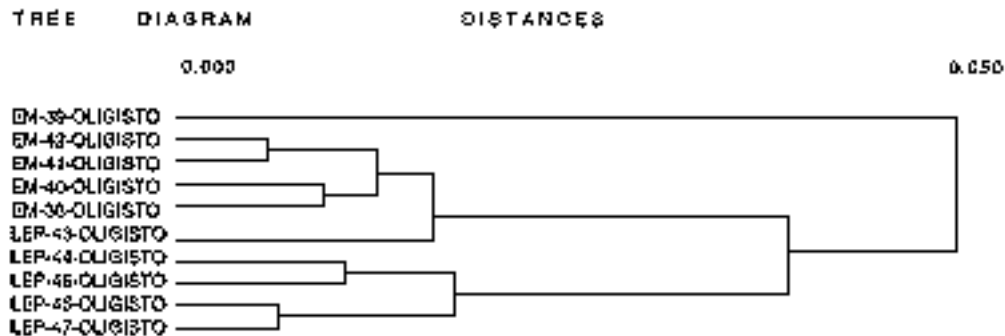 TREE DIAGRAM DISTANCES
0.000 0.050
EM-39-OLIGISTO
EM-42-OLIGISTO
EM-41-OLIGISTO
EM-40-OLIGISTO
EM-38-OLIGISTO
LEP-43-OLIGISTO
LEP-44-OLIGISTO
LEP-46-OLIGISTO
LEP-45-OLIGISTO
LEP-47-OLIGISTO